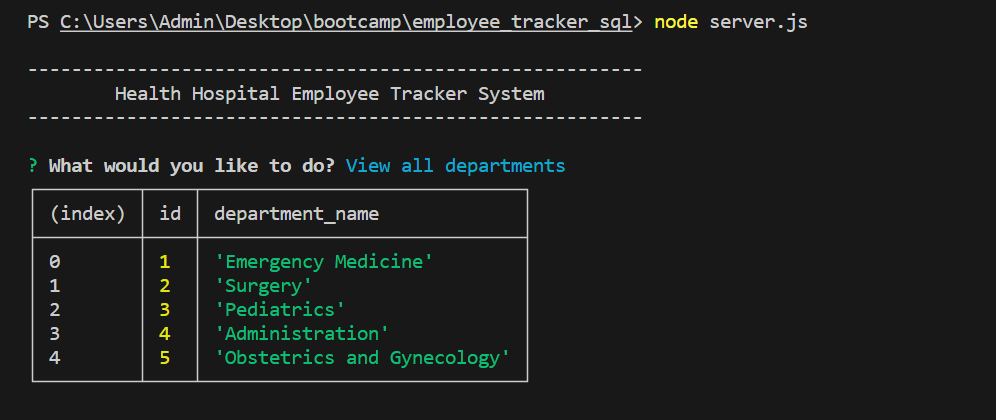 PS C:\Users\Admin\Desktop\bootcamp\employee_tracker_sql> node server.js
--------------------------------------------------------
Health Hospital Employee Tracker System
--------------------------------------------------------
? What would you like to do? View all departments
(index) id department_name
0 1 'Emergency Medicine'
1 2 'Surgery'
2 3 'Pediatrics'
3 4 'Administration'
4 5 'Obstetrics and Gynecology'